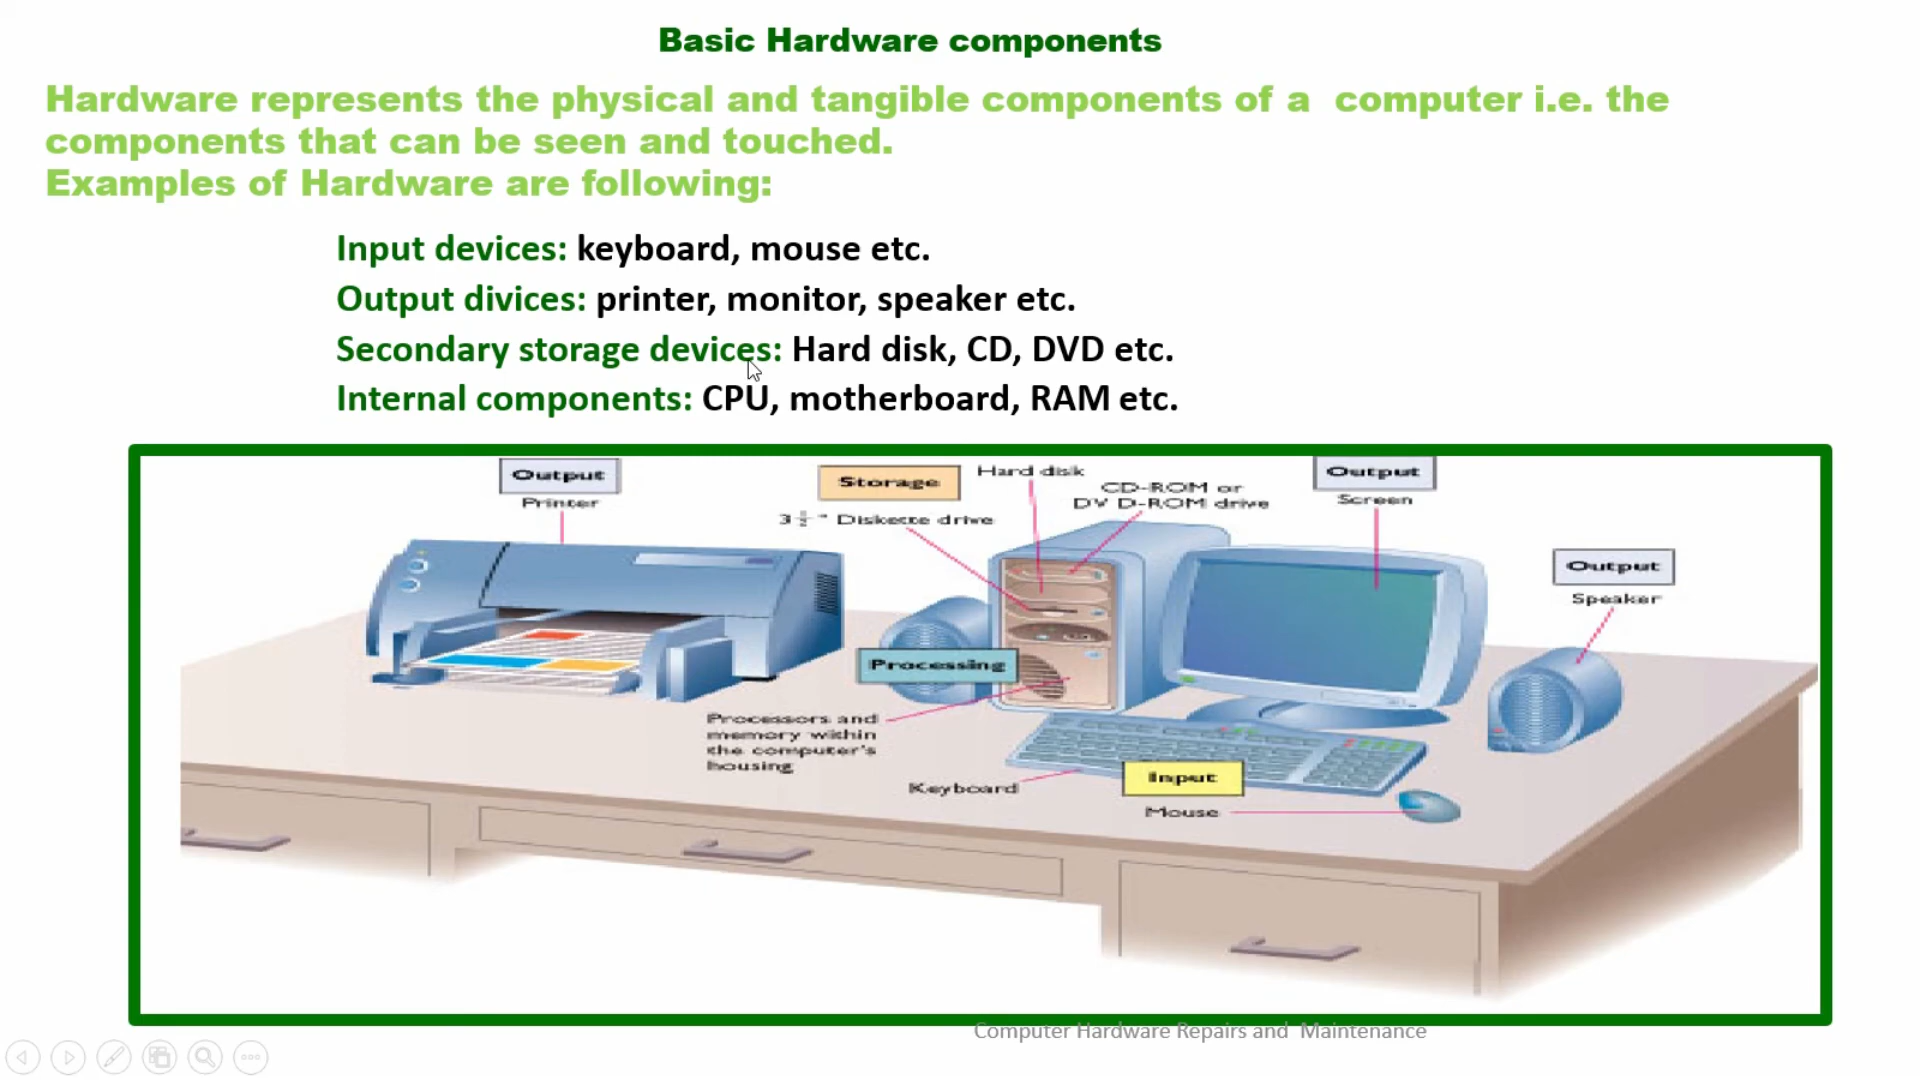 Basic Hardware components
Hardware represents the physical and tangible components of a computer i.e. the
components that can be seen and touched.
Examples of Hardware are following:
Input devices: keyboard, mouse etc.
Output divices: printer, monitor, speaker etc.
Secondary storage devices: Hard disk, CD, DVD etc.
Internal components: CPU, motherboard, RAM etc.
Output
Printer
Storage
Hard disk
CD-ROM or
DV D-ROM drive
3 ½ " Diskette drive
Output
Screen
Output
Speaker
Processing
Processors and
memory within
the computer's
housing
Keyboard
Input
Mouse
Computer Hardware Repairs and Maintenance